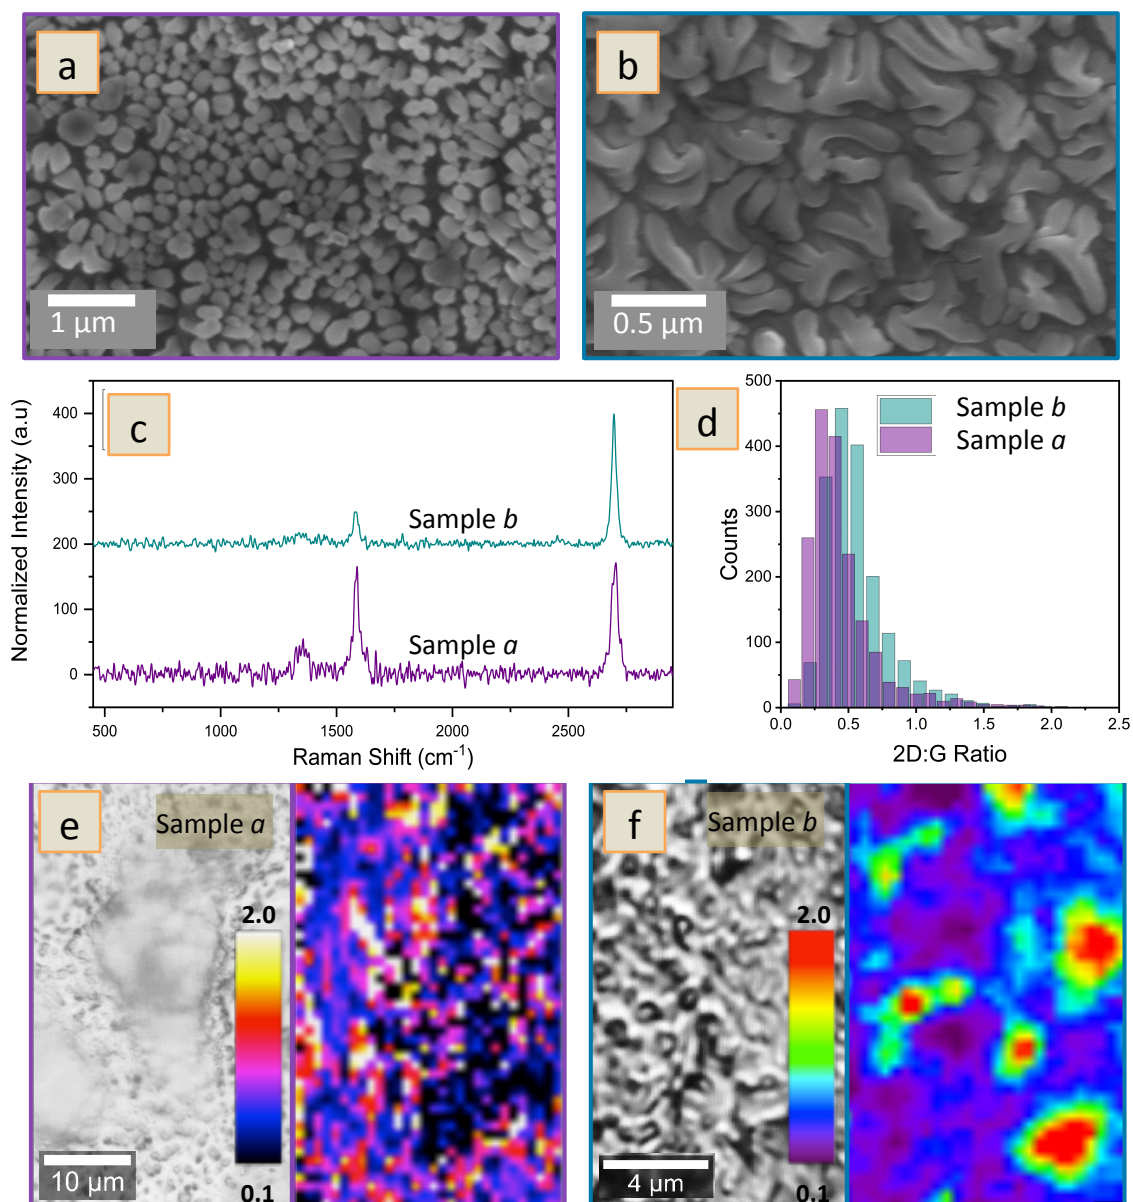 a
1 µm
b
0.5 µm
c
Normalized Intensity (a.u)
400
300
200
100
0
Sample b
Sample a
500
1000
1500
2000
2500
Raman Shift (cm⁻¹)
d
Counts
500
400
300
200
100
0
Sample b
Sample a
0.0
0.5
1.0
1.5
2.0
2.5
2D:G Ratio
e
Sample a
2.0
0.1
10 µm
f
Sample b
2.0
0.1
4 µm